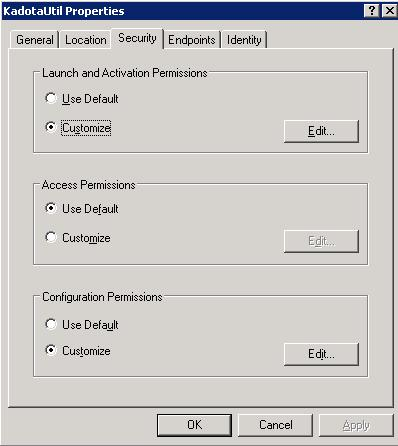 KadotaUtil Properties
General Location Security Endpoints Identity
Launch and Activation Permissions
Use Default
Customize
Edit...
Access Permissions
Use Default
Customize
Edit...
Configuration Permissions
Use Default
Customize
Edit...
OK Cancel Apply